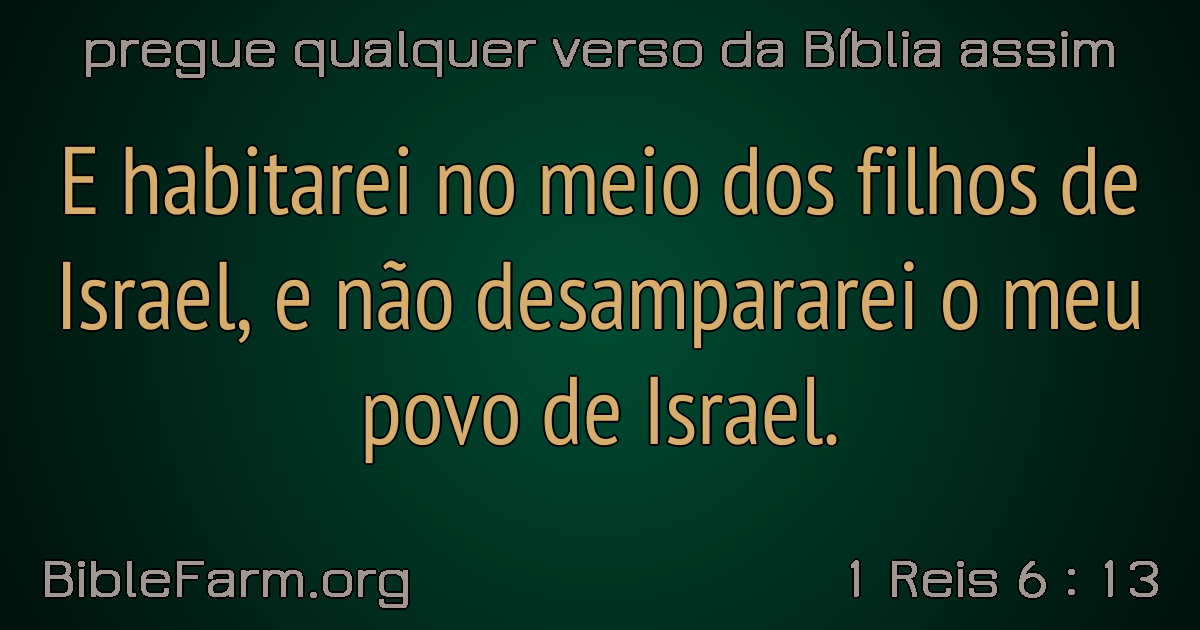 pregue qualquer verso da Bíblia assim
E habitarei no meio dos filhos de
Israel, e não desampararei o meu
povo de Israel.
BibleFarm.org
1 Reis 6 : 13